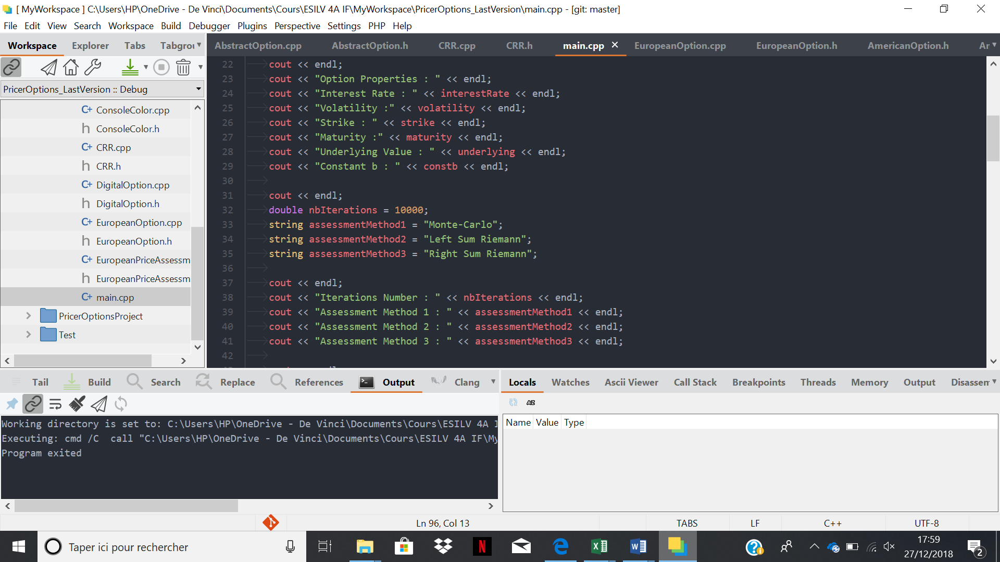 [ MyWorkspace ] C:\Users\HP\OneDrive - De Vinci\Documents\Cours\ESILV 4A IF\MyWorkspace\PricerOptions_LastVersion\main.cpp - [git: master]
File Edit View Search Workspace Build Debugger Plugins Perspective Settings PHP Help
Workspace Explorer Tabs Tabgrou
AbstractOption.cpp AbstractOption.h CRR.cpp CRR.h main.cpp EuropeanOption.cpp EuropeanOption.h AmericanOption.h Ar
PricerOptions_LastVersion :: Debug
ConsoleColor.cpp
ConsoleColor.h
CRR.cpp
CRR.h
DigitalOption.cpp
DigitalOption.h
EuropeanOption.cpp
EuropeanOption.h
EuropeanPriceAssessm
EuropeanPriceAssessm
main.cpp
PricerOptionsProject
Test
22 cout << endl;
23 cout << "Option Properties : " << endl;
24 cout << "Interest Rate : " << interestRate << endl;
25 cout << "Volatility :" << volatility << endl;
26 cout << "Strike : " << strike << endl;
27 cout << "Maturity :" << maturity << endl;
28 cout << "Underlying Value : " << underlying << endl;
29 cout << "Constant b : " << constb << endl;
30
31 cout << endl;
32 double nbIterations = 10000;
33 string assessmentMethod1 = "Monte-Carlo";
34 string assessmentMethod2 = "Left Sum Riemann";
35 string assessmentMethod3 = "Right Sum Riemann";
36
37 cout << endl;
38 cout << "Iterations Number : " << nbIterations << endl;
39 cout << "Assessment Method 1 : " << assessmentMethod1 << endl;
40 cout << "Assessment Method 2 : " << assessmentMethod2 << endl;
41 cout << "Assessment Method 3 : " << assessmentMethod3 << endl;
42
Tail Build Search Replace References Output Clang
Working directory is set to: C:\Users\HP\OneDrive - De Vinci\Documents\Cours\ESILV 4A I
Executing: cmd /C  call "C:\Users\HP\OneDrive - De Vinci\Documents\Cours\ESILV 4A IF\My
Program exited
Locals Watches Ascii Viewer Call Stack Breakpoints Threads Memory Output Disassem
AZ
Name Value Type
Ln 96, Col 13 TABS LF C++ UTF-8
Taper ici pour rechercher
17:59
27/12/2018
2